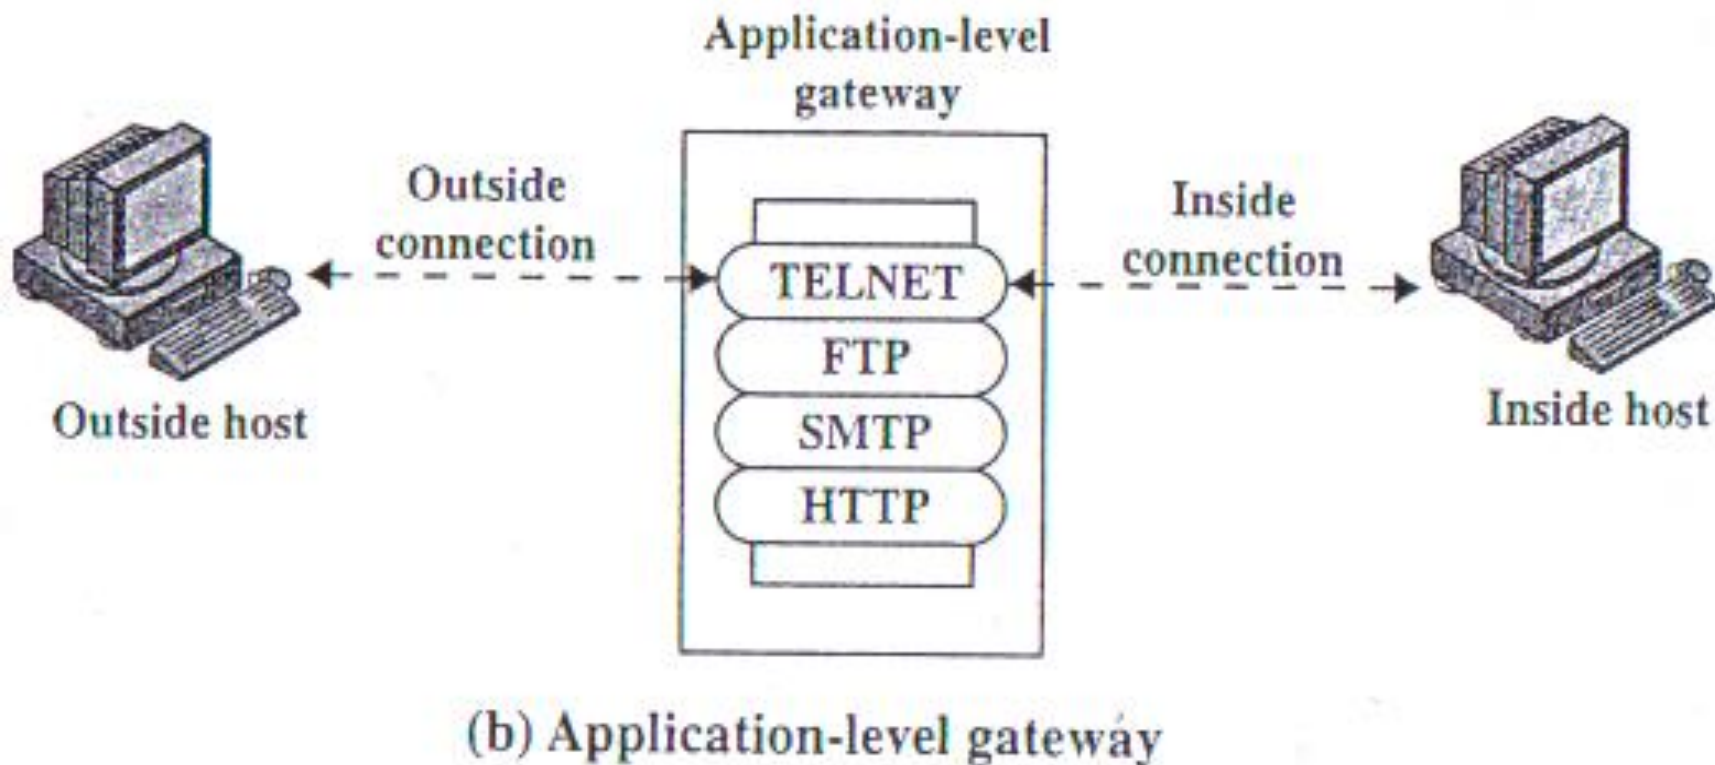 Application-level
gateway
Outside
connection
Inside
connection
TELNET
FTP
SMTP
HTTP
Outside host
Inside host
(b) Application-level gateway